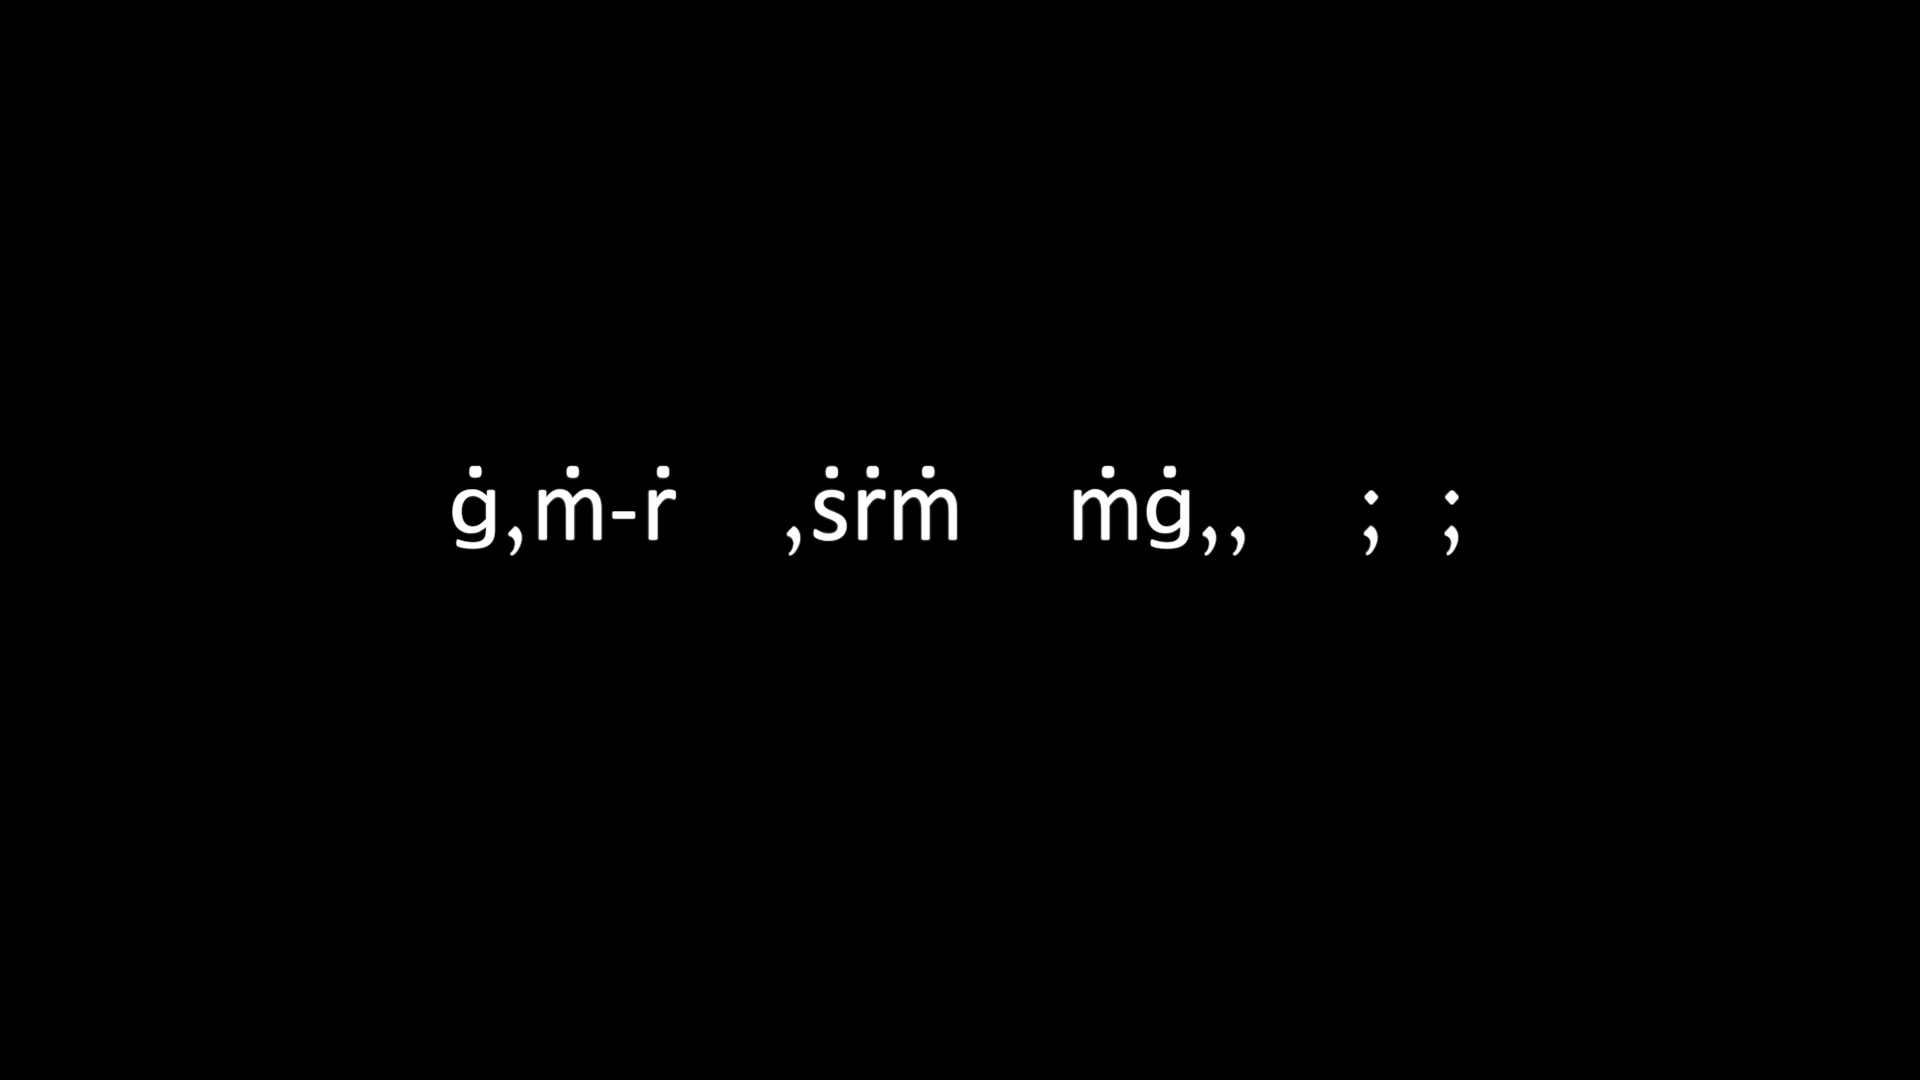 ġ,ṁ-ṙ ,ṡṙṁ ṁġ,, ; ;